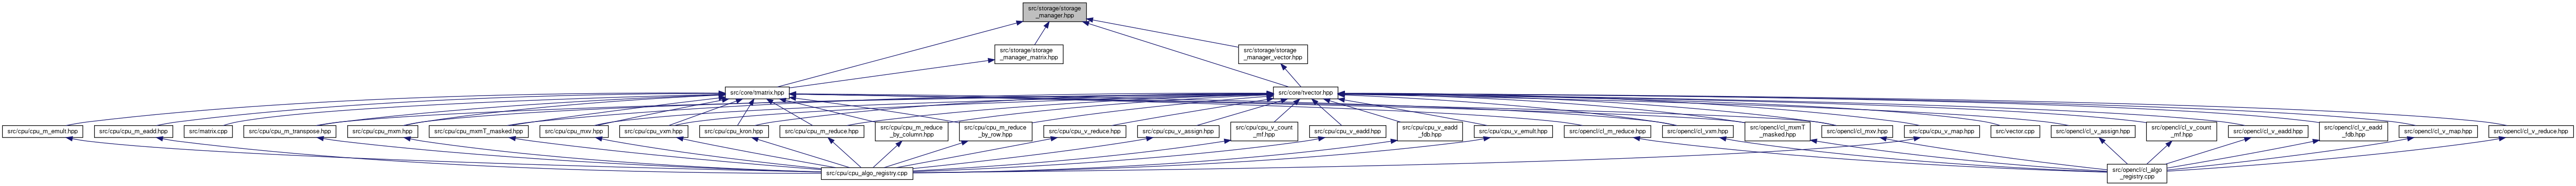 src/storage/storage
_manager.hpp
src/storage/storage
_manager_matrix.hpp
src/storage/storage
_manager_vector.hpp
src/core/tmatrix.hpp
src/core/tvector.hpp
src/cpu/cpu_m_emult.hpp
src/cpu/cpu_m_eadd.hpp
src/matrix.cpp
src/cpu/cpu_m_transpose.hpp
src/cpu/cpu_mxm.hpp
src/cpu/cpu_mxmT_masked.hpp
src/cpu/cpu_mxv.hpp
src/cpu/cpu_vxm.hpp
src/cpu/cpu_kron.hpp
src/cpu/cpu_m_reduce.hpp
src/cpu/cpu_m_reduce
_by_column.hpp
src/cpu/cpu_m_reduce
_by_row.hpp
src/cpu/cpu_v_reduce.hpp
src/cpu/cpu_v_assign.hpp
src/cpu/cpu_v_count
_mf.hpp
src/cpu/cpu_v_eadd.hpp
src/cpu/cpu_v_eadd
_fdb.hpp
src/cpu/cpu_v_emult.hpp
src/opencl/cl_m_reduce.hpp
src/opencl/cl_vxm.hpp
src/opencl/cl_mxmT
_masked.hpp
src/opencl/cl_mxv.hpp
src/cpu/cpu_v_map.hpp
src/vector.cpp
src/opencl/cl_v_assign.hpp
src/opencl/cl_v_count
_mf.hpp
src/opencl/cl_v_eadd.hpp
src/opencl/cl_v_eadd
_fdb.hpp
src/opencl/cl_v_map.hpp
src/opencl/cl_v_reduce.hpp
src/cpu/cpu_algo_registry.cpp
src/opencl/cl_algo
_registry.cpp